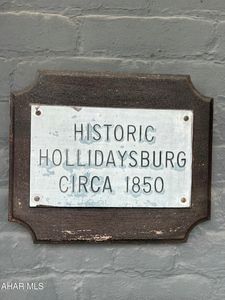 HISTORIC
HOLLIDAYSBURG
CIRCA 1850
AHAR MLS